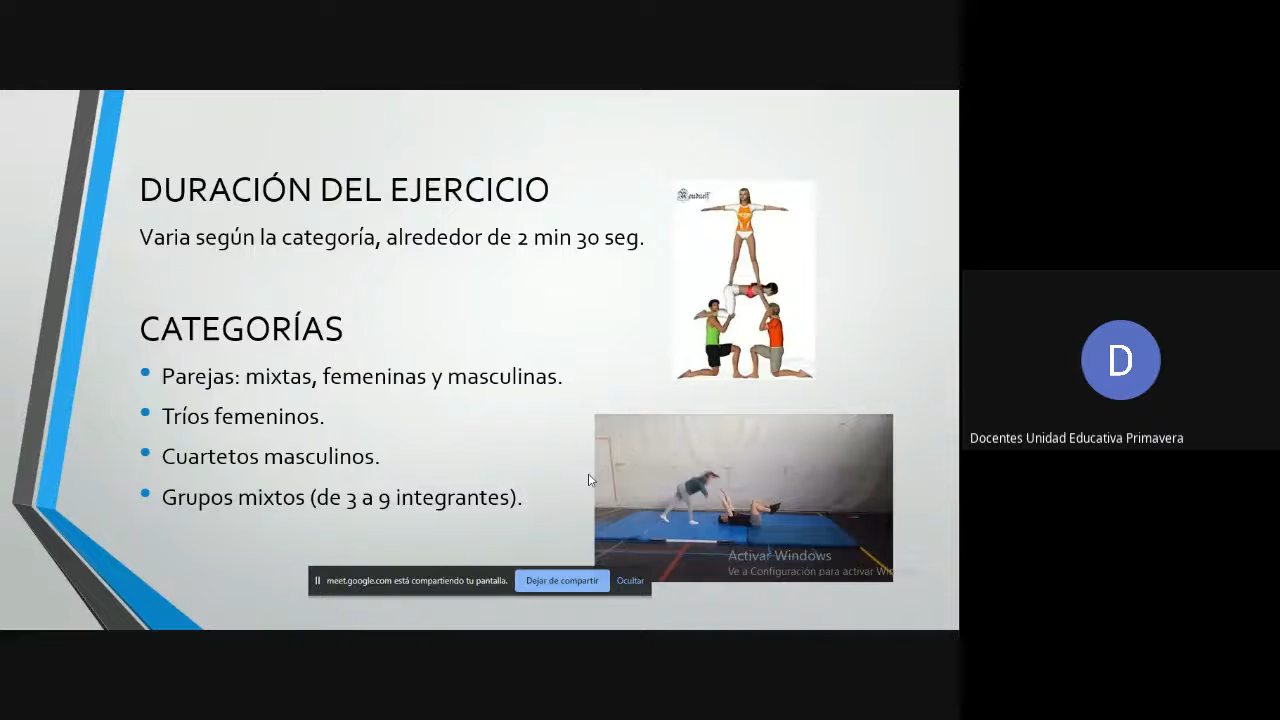 DURACIÓN DEL EJERCICIO
Varia según la categoría, alrededor de 2 min 30 seg.
CATEGORÍAS
• Parejas: mixtas, femeninas y masculinas.
• Tríos femeninos.
• Cuartetos masculinos.
• Grupos mixtos (de 3 a 9 integrantes).
Activar Windows
Ve a Configuración para activar
meet.google.com está compartiendo tu pantalla.
Dejar de compartir
Ocultar
D
Docentes Unidad Educativa Primavera